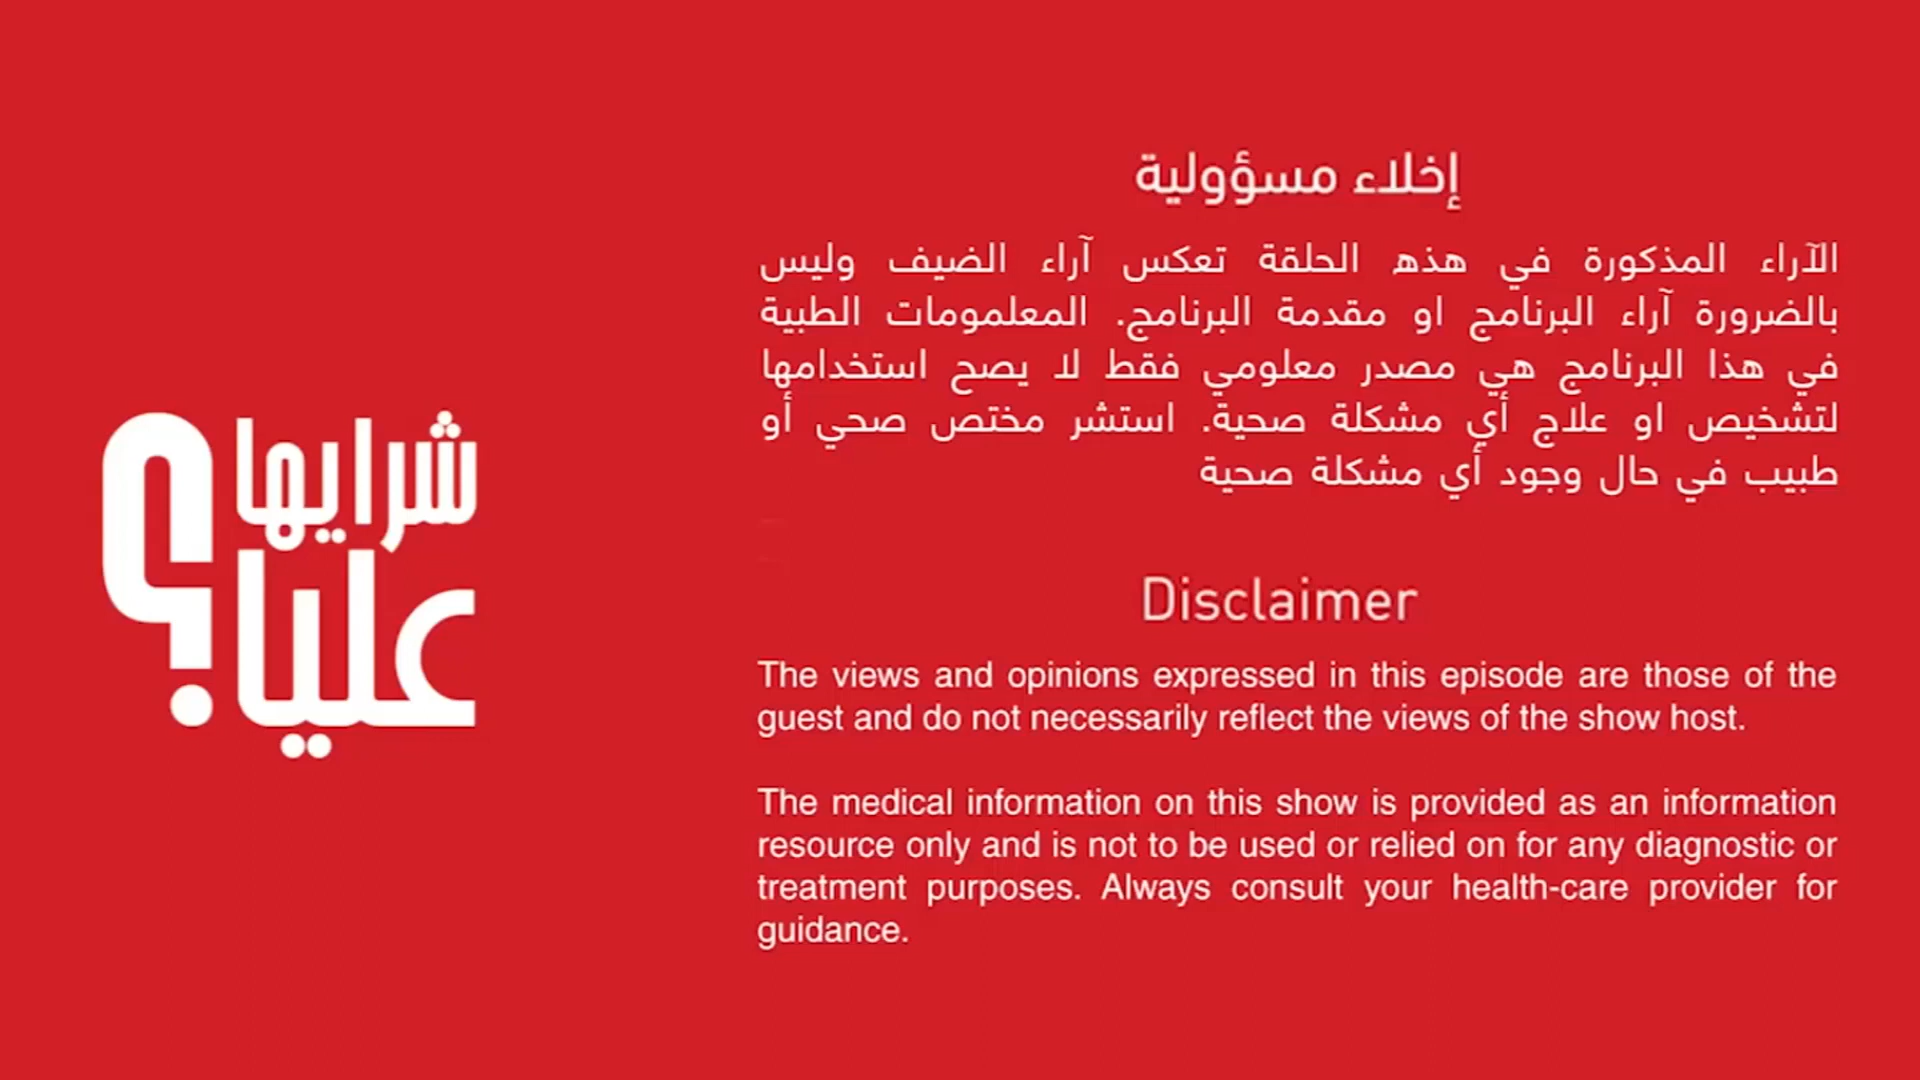 شرايها
عليا؟
إخلاء مسؤولية
الآراء المذكورة في هذه الحلقة تعكس آراء الضيف وليس
بالضرورة آراء البرنامج او مقدمة البرنامج. المعلمومات الطبية
في هذا البرنامج هي مصدر معلومي فقط لا يصح استخدامها
لتشخيص او علاج أي مشكلة صحية. استشر مختص صحي أو
طبيب في حال وجود أي مشكلة صحية
Disclaimer
The views and opinions expressed in this episode are those of the
guest and do not necessarily reflect the views of the show host.
The medical information on this show is provided as an information
resource only and is not to be used or relied on for any diagnostic or
treatment purposes. Always consult your health-care provider for
guidance.